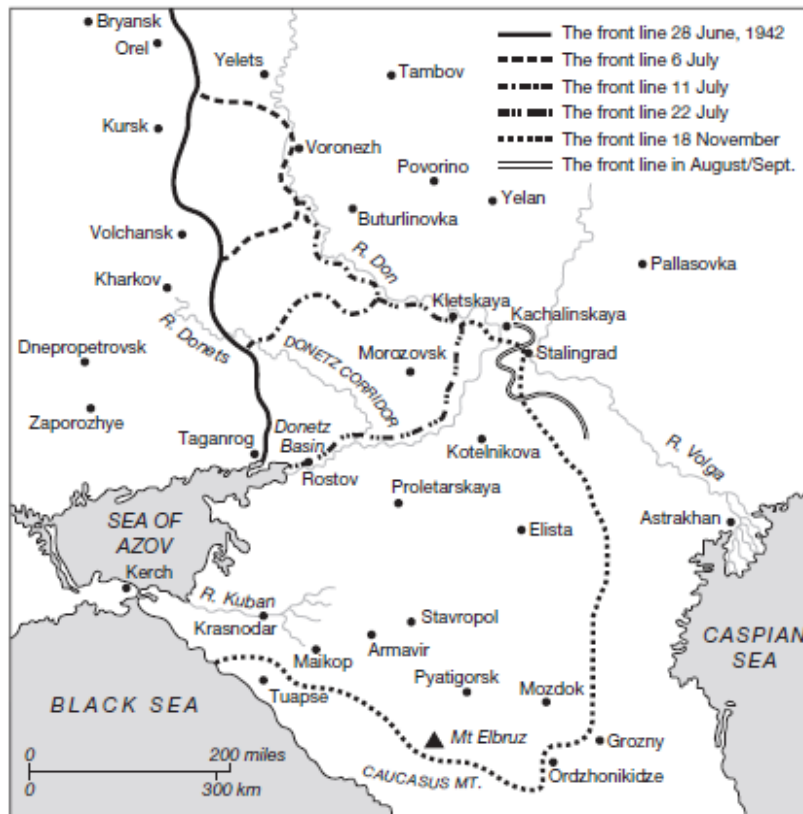 Bryansk
Orel
Yelets
Tambov
The front line 28 June, 1942
The front line 6 July
The front line 11 July
The front line 22 July
The front line 18 November
The front line in August/Sept.
Kursk
Voronezh
Povorino
Yelan
Buturlinovka
Volchansk
R. Don
Pallasovka
Kharkov
R. Donets
Kletskaya
Kachalinskaya
Dnepropetrovsk
DONETZ CORRIDOR
Morozovsk
Stalingrad
Zaporozhye
Taganrog
Donetz
Basin
Rostov
Kotelnikova
R. Volga
Proletarskaya
SEA OF
AZOV
Elista
Astrakhan
Kerch
R. Kuban
Krasnodar
Stavropol
Armavir
Maikop
CASPIAN
SEA
Pyatigorsk
Mozdok
Tuapse
BLACK SEA
Mt Elbruz
Grozny
0 200 miles
0 300 km
CAUCASUS MT.
Ordzhonikidze